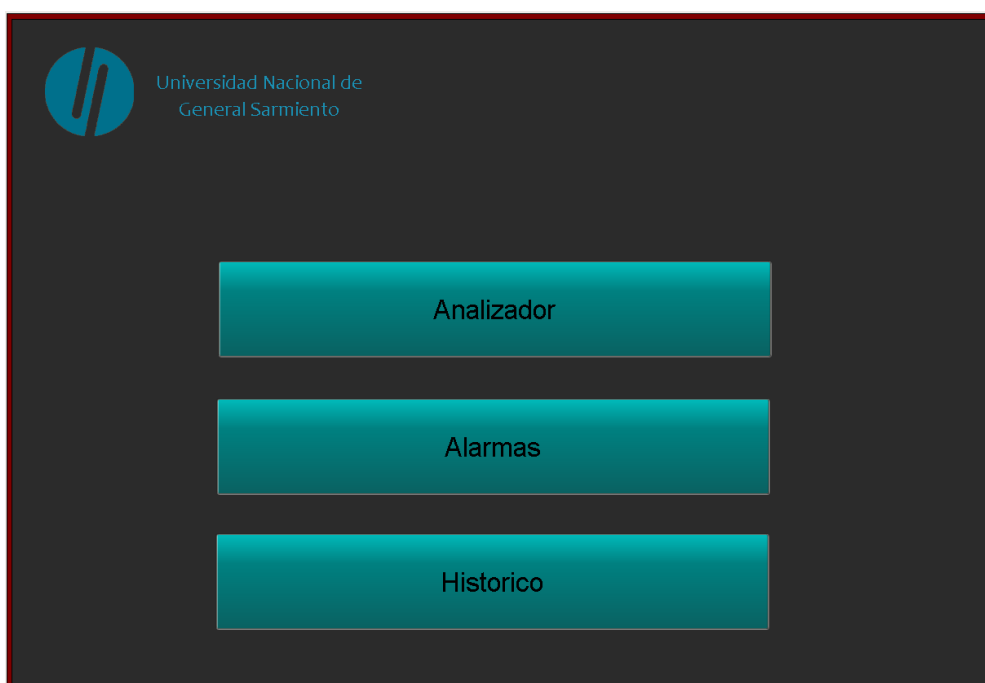 Universidad Nacional de
General Sarmiento
Analizador
Alarmas
Historico